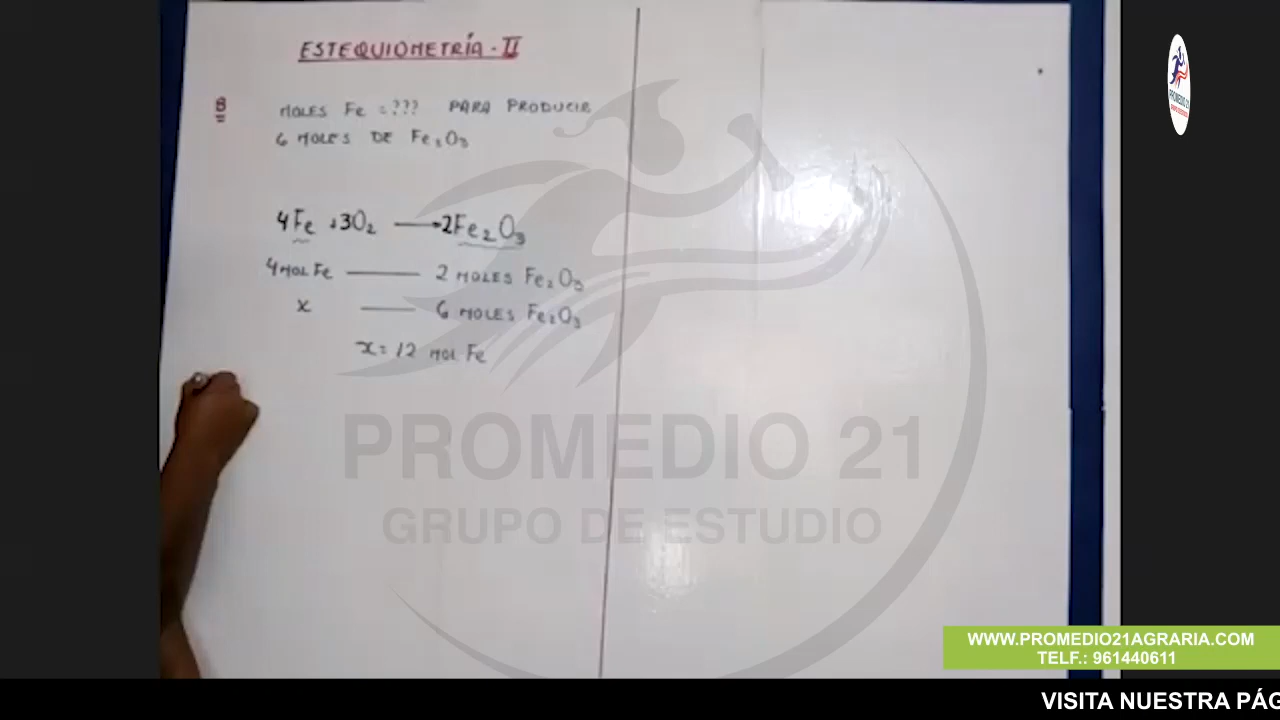 ESTEQUIOMETRÍA - II
8
MOLES Fe = ??? PARA PRODUCIR
6 MOLES DE Fe₂O₃
4Fe + 3O₂ → 2Fe₂O₃
4 MOL Fe — 2 MOLES Fe₂O₃
x — 6 MOLES Fe₂O₃
x = 12 MOL Fe
PROMEDIO 21
GRUPO DE ESTUDIO
PROMEDIO 21
WWW.PROMEDIO21AGRARIA.COM
TELF.: 961440611
VISITA NUESTRA PÁG